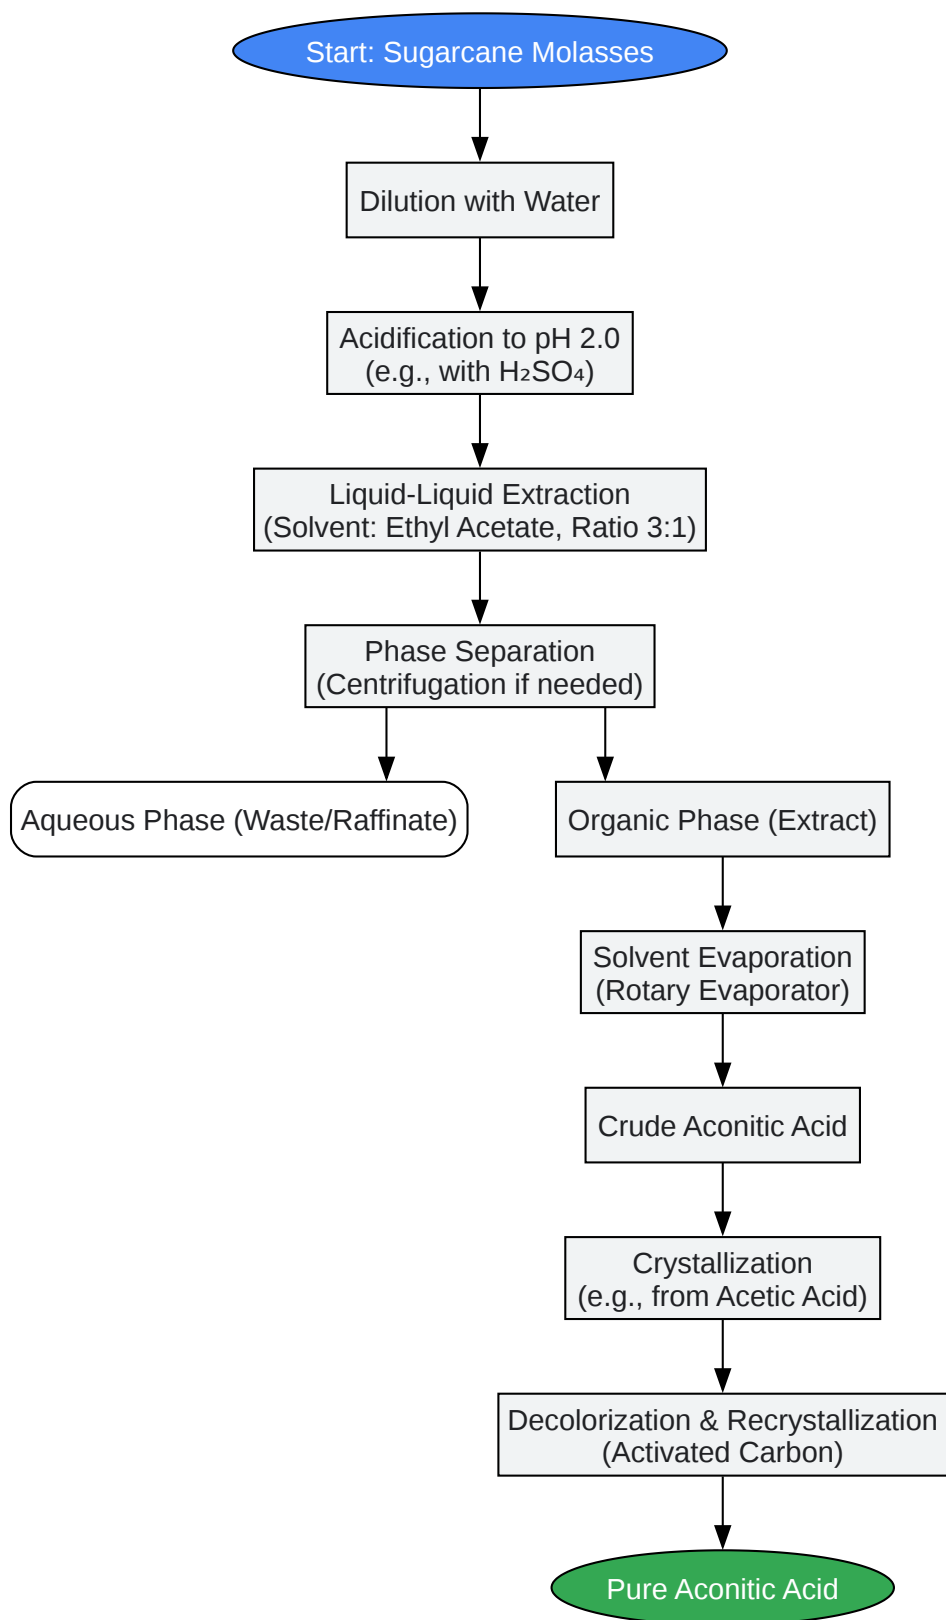 Start: Sugarcane Molasses
Dilution with Water
Acidification to pH 2.0
(e.g., with H₂SO₄)
Liquid-Liquid Extraction
(Solvent: Ethyl Acetate, Ratio 3:1)
Phase Separation
(Centrifugation if needed)
Aqueous Phase (Waste/Raffinate)
Organic Phase (Extract)
Solvent Evaporation
(Rotary Evaporator)
Crude Aconitic Acid
Crystallization
(e.g., from Acetic Acid)
Decolorization & Recrystallization
(Activated Carbon)
Pure Aconitic Acid